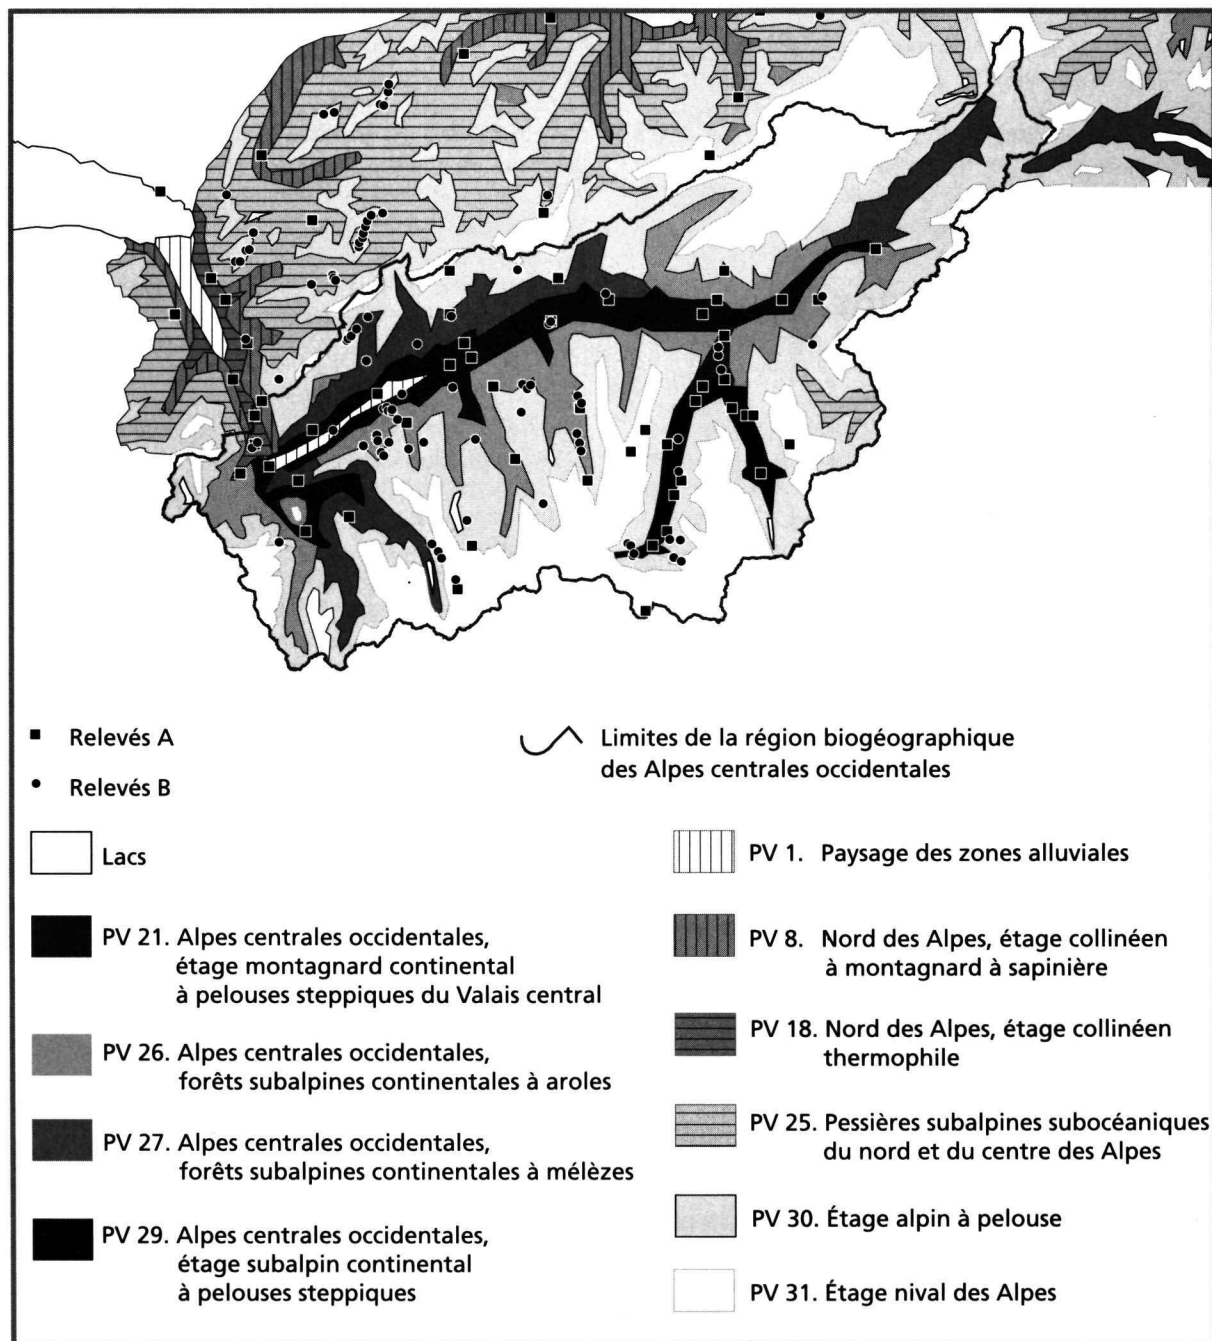 Relevés A
Relevés B
Limites de la région biogéographique
des Alpes centrales occidentales
Lacs
PV 21. Alpes centrales occidentales,
étage montagnard continental
à pelouses steppiques du Valais central
PV 26. Alpes centrales occidentales,
forêts subalpines continentales à aroles
PV 27. Alpes centrales occidentales,
forêts subalpines continentales à mélèzes
PV 29. Alpes centrales occidentales,
étage subalpin continental
à pelouses steppiques
PV 1. Paysage des zones alluviales
PV 8. Nord des Alpes, étage collinéen
à montagnard à sapinière
PV 18. Nord des Alpes, étage collinéen
thermophile
PV 25. Pessières subalpines subocéaniques
du nord et du centre des Alpes
PV 30. Étage alpin à pelouse
PV 31. Étage nival des Alpes